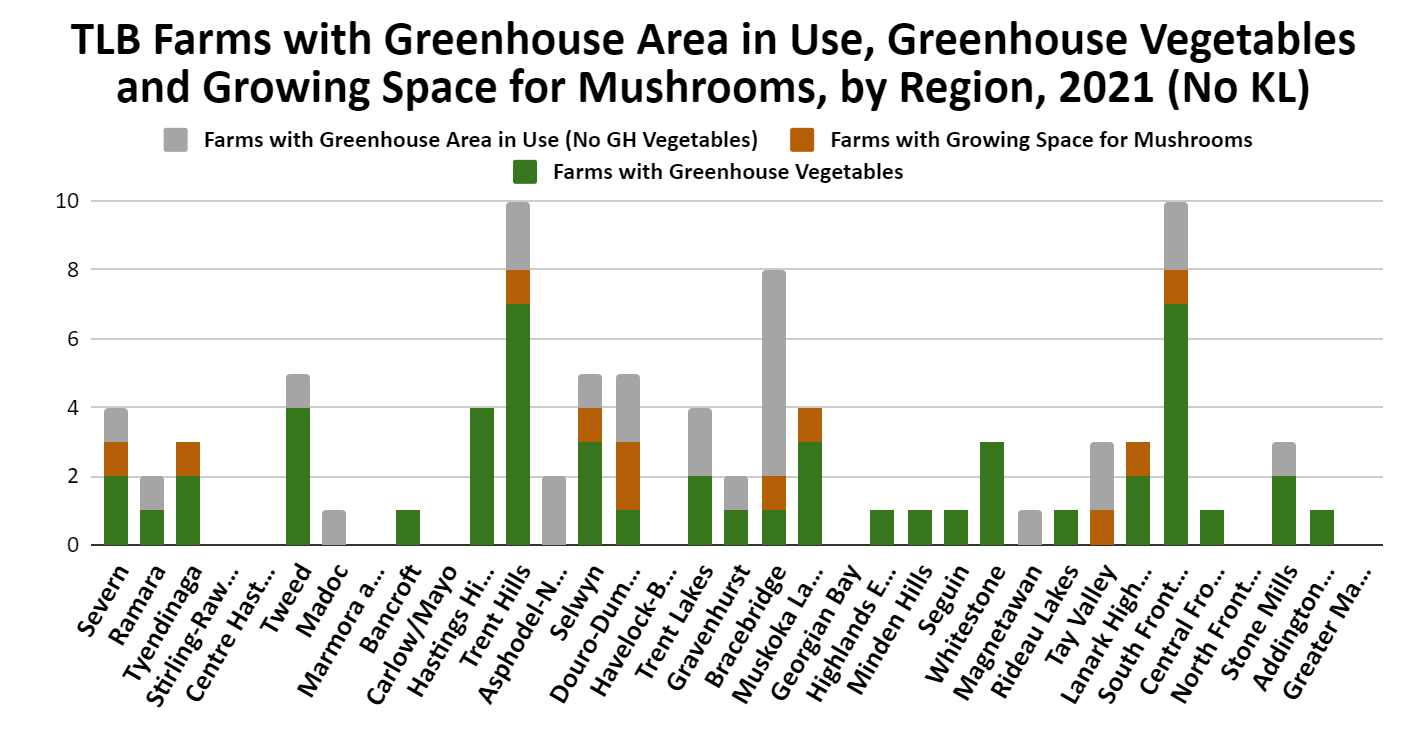 TLB Farms with Greenhouse Area in Use, Greenhouse Vegetables
and Growing Space for Mushrooms, by Region, 2021 (No KL)
Farms with Greenhouse Area in Use (No GH Vegetables)
Farms with Growing Space for Mushrooms
Farms with Greenhouse Vegetables
10
8
6
4
2
0
Severn
Ramara
Tyendinaga
Stirling-Raw...
Centre Hast...
Tweed
Madoc
Marmora a...
Bancroft
Carlow/Mayo
Hastings Hi...
Trent Hills
Asphodel-N...
Selwyn
Douro-Dum...
Havelock-B...
Trent Lakes
Gravenhurst
Bracebridge
Muskoka La...
Georgian Bay
Highlands E...
Minden Hills
Seguin
Whitestone
Magnetawan
Rideau Lakes
Tay Valley
Lanark High...
South Front...
Central Fro...
North Front...
Stone Mills
Addington...
Greater Ma...